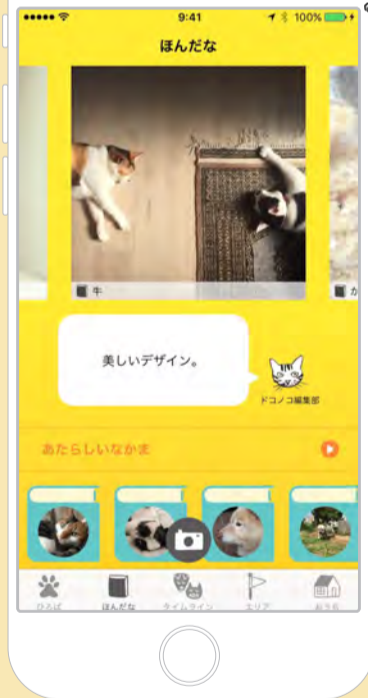 9:41
100%
ほんだな
牛
か
美しいデザイン。
ドコノコ編集部
あたらしいなかま
ひろば
ほんだな
タイムライン
エリア
おうち